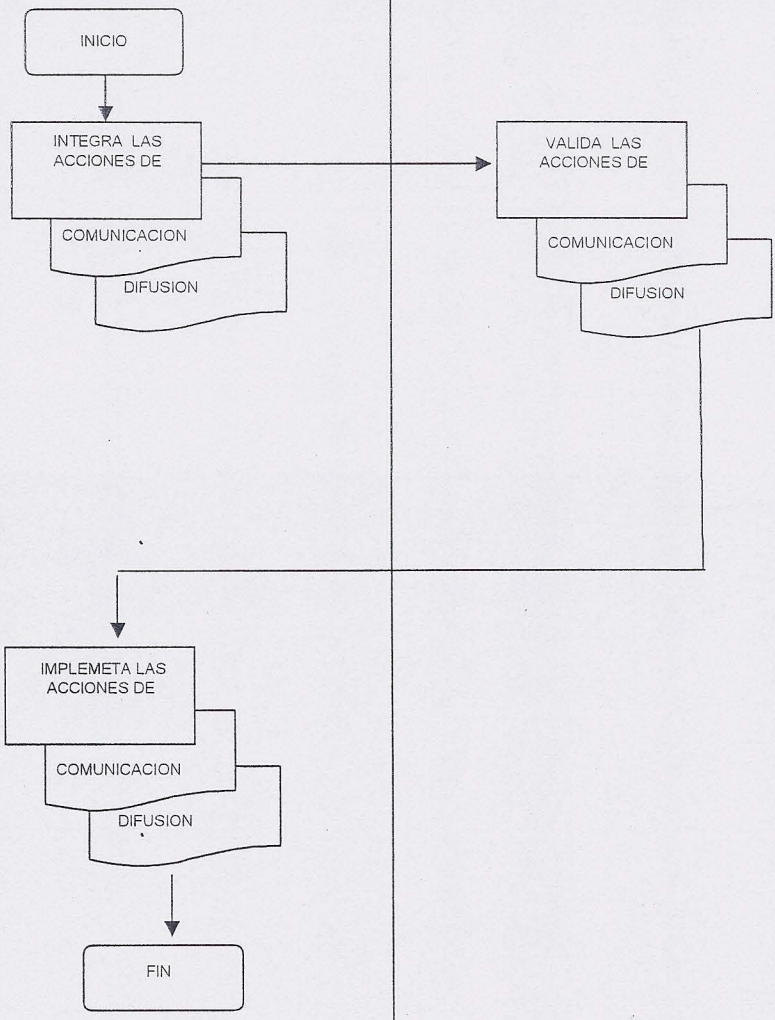 INICIO
INTEGRA LAS
ACCIONES DE
COMUNICACION
DIFUSION
VALIDA LAS
ACCIONES DE
COMUNICACION
DIFUSION
IMPLEMETA LAS
ACCIONES DE
COMUNICACION
DIFUSION
FIN